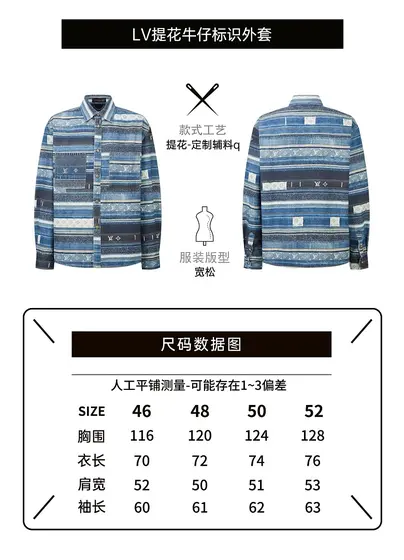 LV提花牛仔标识外套
款式工艺
提花-定制辅料q
服装版型
宽松
尺码数据图
人工平铺测量-可能存在1~3偏差
SIZE 46 48 50 52
胸围 116 120 124 128
衣长 70 72 74 76
肩宽 52 50 51 53
袖长 60 61 62 63